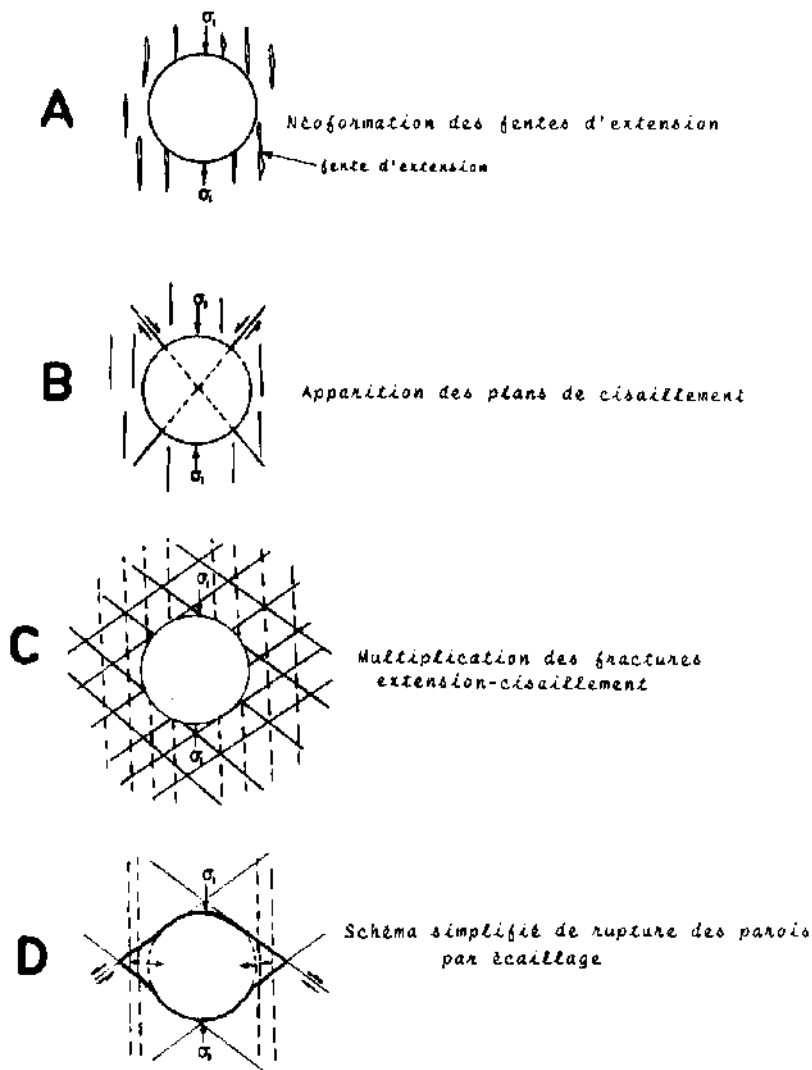 σ₁
A
Néoformation des fentes d'extension
fente d'extension
σ₁
σ₁
B
Apparition des plans de cisaillement
σ₁
σ₁
C
Multiplication des fractures
extension-cisaillement
σ₁
σ₁
D
Schéma simplifié de rupture des parois
par écaillage
σ₁